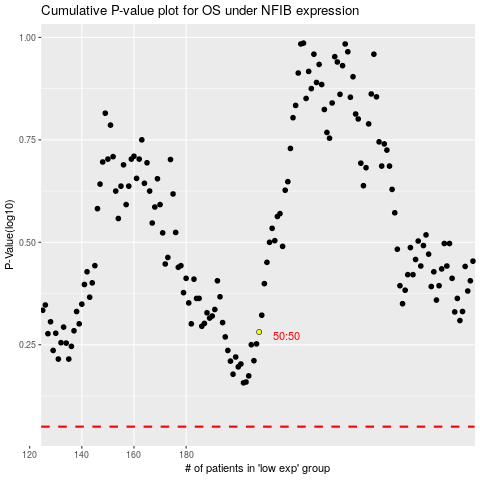 Cumulative P-value plot for OS under NFIB expression
1.00
0.75
0.50
0.25
P-Value(log10)
50:50
120 140 160 180
# of patients in 'low exp' group